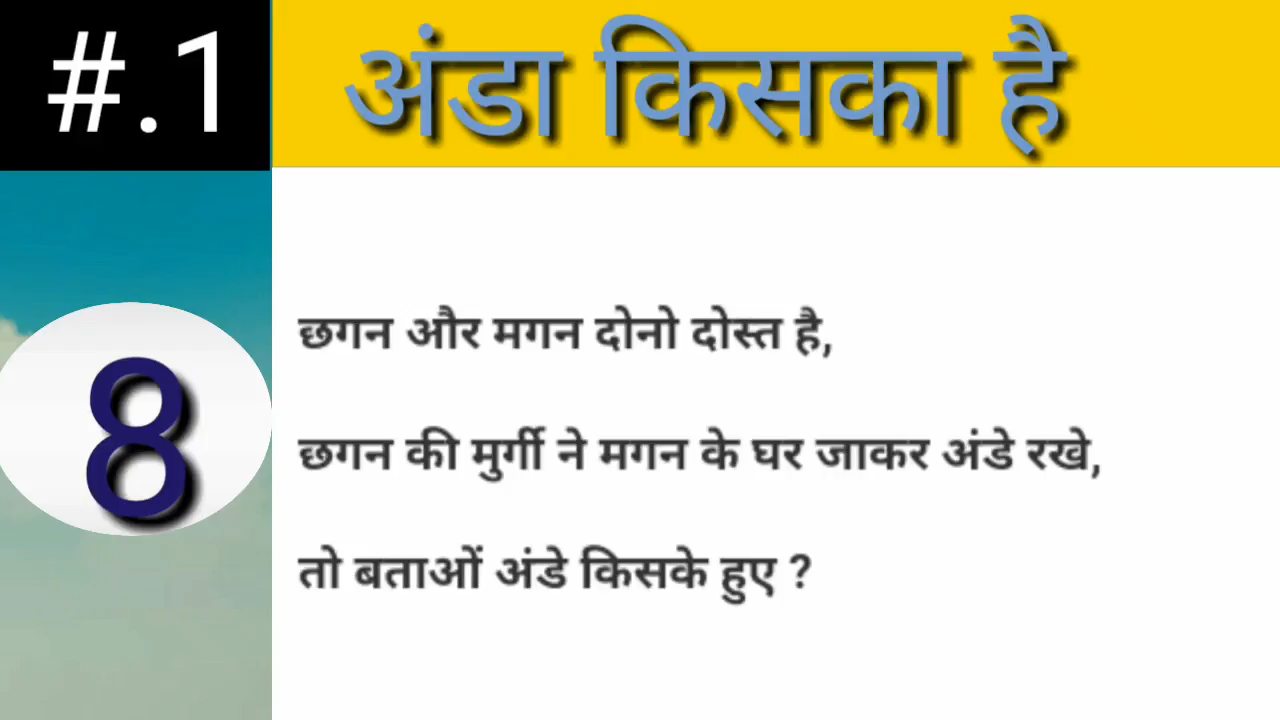 #.1
अंडा किसका है
8
छगन और मगन दोनो दोस्त है,
छगन की मुर्गी ने मगन के घर जाकर अंडे रखे,
तो बताओं अंडे किसके हुए ?